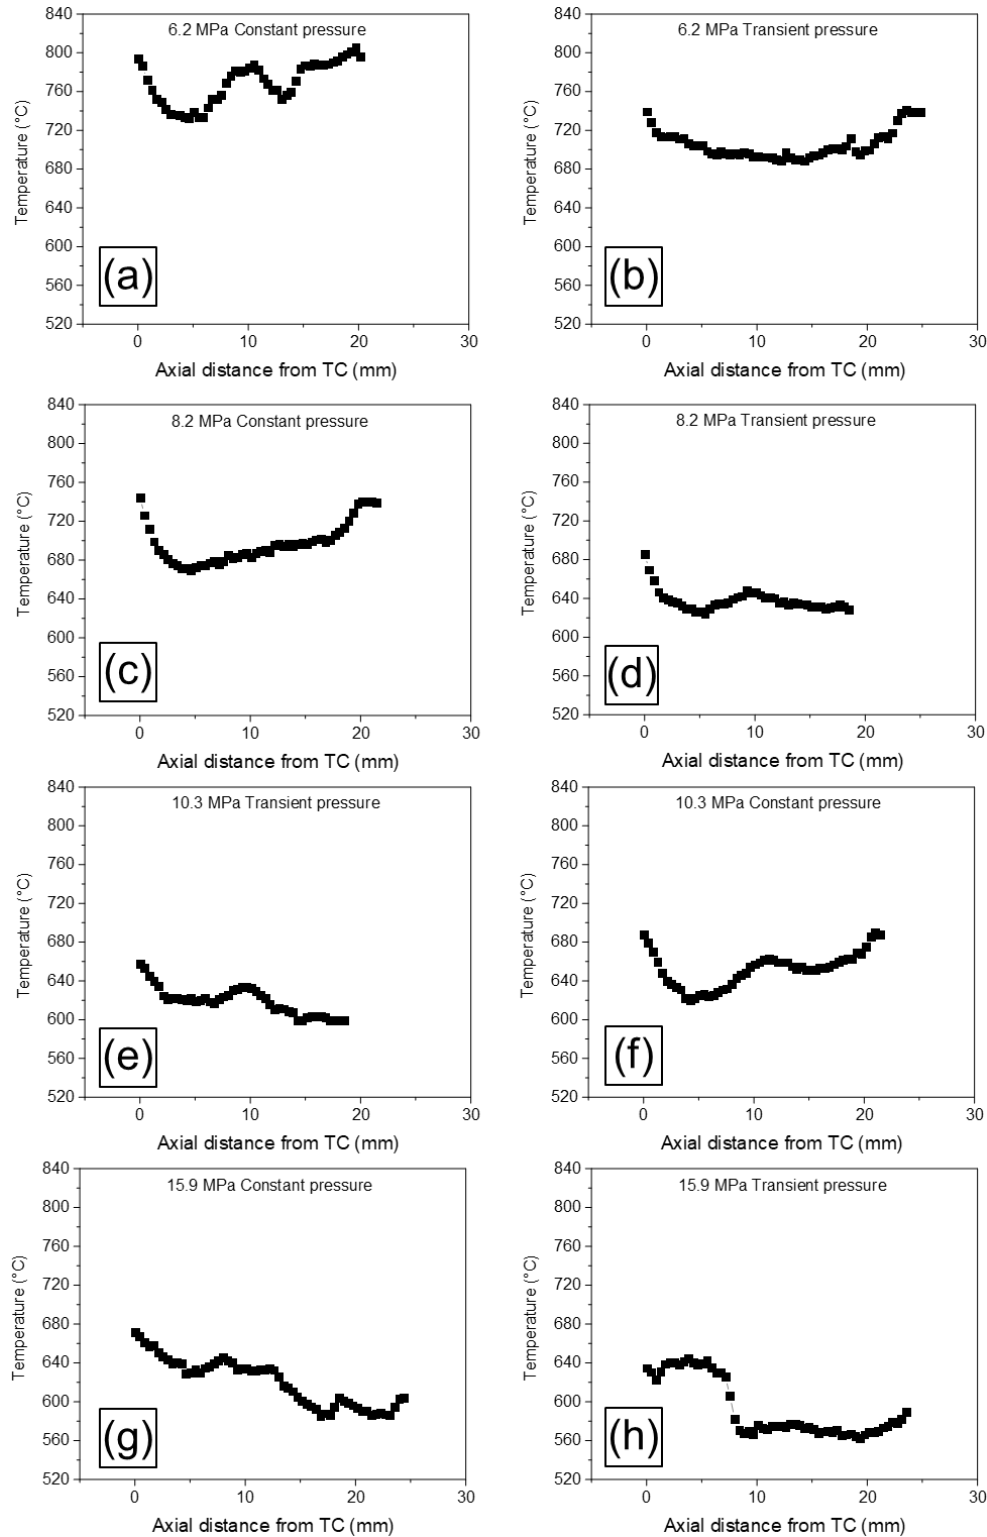 6.2 MPa Constant pressure
840
800
760
720
680
640
600
560
520
Temperature (°C)
(a)
0 10 20 30
Axial distance from TC (mm)
6.2 MPa Transient pressure
840
800
760
720
680
640
600
560
520
Temperature (°C)
(b)
0 10 20 30
Axial distance from TC (mm)
8.2 MPa Constant pressure
840
800
760
720
680
640
600
560
520
Temperature (°C)
(c)
0 10 20 30
Axial distance from TC (mm)
8.2 MPa Transient pressure
840
800
760
720
680
640
600
560
520
Temperature (°C)
(d)
0 10 20 30
Axial distance from TC (mm)
10.3 MPa Transient pressure
840
800
760
720
680
640
600
560
520
Temperature (°C)
(e)
0 10 20 30
Axial distance from TC (mm)
10.3 MPa Constant pressure
840
800
760
720
680
640
600
560
520
Temperature (°C)
(f)
0 10 20 30
Axial distance from TC (mm)
15.9 MPa Constant pressure
840
800
760
720
680
640
600
560
520
Temperature (°C)
(g)
0 10 20 30
Axial distance from TC (mm)
15.9 MPa Transient pressure
840
800
760
720
680
640
600
560
520
Temperature (°C)
(h)
0 10 20 30
Axial distance from TC (mm)